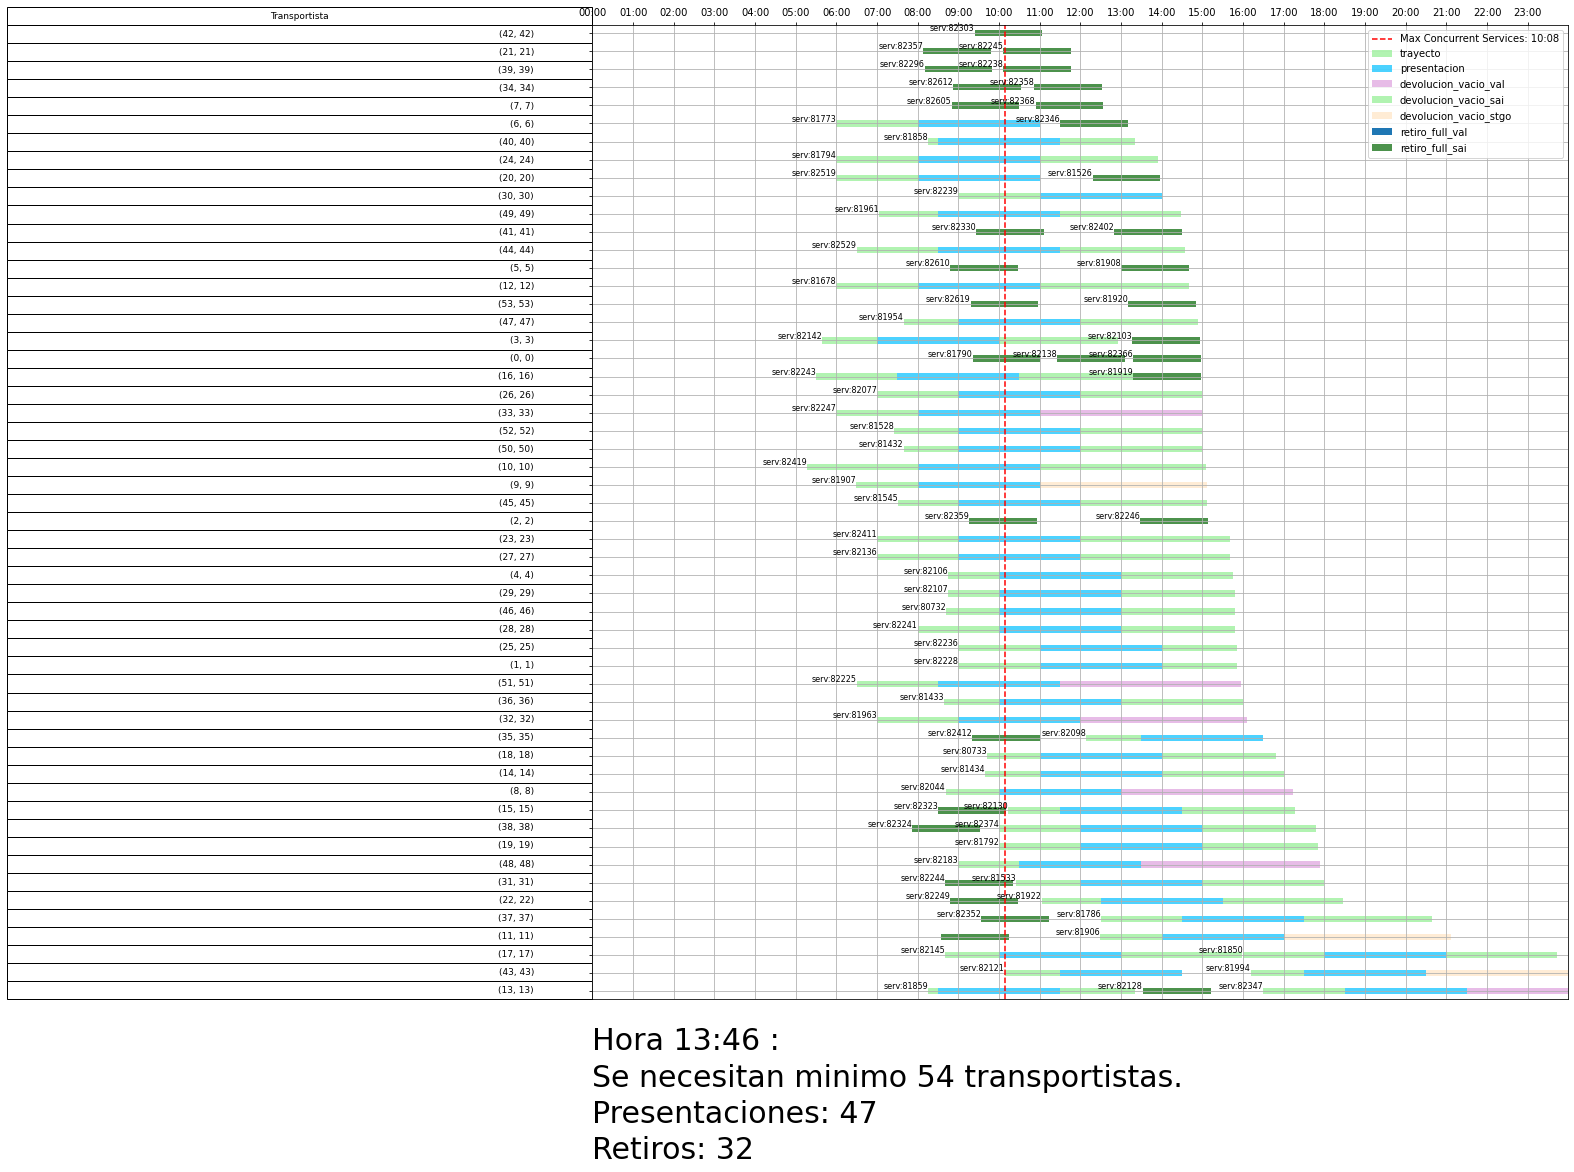 Transportista
00:00 01:00 02:00 03:00 04:00 05:00 06:00 07:00 08:00 09:00 10:00 11:00 12:00 13:00 14:00 15:00 16:00 17:00 18:00 19:00 20:00 21:00 22:00 23:00
Max Concurrent Services: 10:08
trayecto
presentacion
devolucion_vacio_val
devolucion_vacio_sai
devolucion_vacio_stgo
retiro_full_val
retiro_full_sai
(42, 42) serv:82303
(21, 21) serv:82357 serv:82245
(39, 39) serv:82296 serv:82238
(34, 34) serv:82612 serv:82358
(7, 7) serv:82605 serv:82368
(6, 6) serv:81773 serv:82346
(40, 40) serv:81858
(24, 24) serv:81794
(20, 20) serv:82519 serv:81526
(30, 30) serv:82239
(49, 49) serv:81961
(41, 41) serv:82330 serv:82402
(44, 44) serv:82529
(5, 5) serv:82610 serv:81908
(12, 12) serv:81678
(53, 53) serv:82619 serv:81920
(47, 47) serv:81954
(3, 3) serv:82142 serv:82103
(0, 0) serv:81790 serv:82138 serv:82366
(16, 16) serv:82243 serv:81919
(26, 26) serv:82077
(33, 33) serv:82247
(52, 52) serv:81528
(50, 50) serv:81432
(10, 10) serv:82419
(9, 9) serv:81907
(45, 45) serv:81545
(2, 2) serv:82359 serv:82246
(23, 23) serv:82411
(27, 27) serv:82136
(4, 4) serv:82106
(29, 29) serv:82107
(46, 46) serv:80732
(28, 28) serv:82241
(25, 25) serv:82236
(1, 1) serv:82228
(51, 51) serv:82225
(36, 36) serv:81433
(32, 32) serv:81963
(35, 35) serv:82412 serv:82098
(18, 18) serv:80733
(14, 14) serv:81434
(8, 8) serv:82044
(15, 15) serv:82323 serv:82130
(38, 38) serv:82324 serv:82374
(19, 19) serv:81792
(48, 48) serv:82183
(31, 31) serv:82244 serv:81533
(22, 22) serv:82249 serv:81922
(37, 37) serv:82352 serv:81786
(11, 11) serv:81906
(17, 17) serv:82145 serv:81850
(43, 43) serv:82121 serv:81994
(13, 13) serv:81859 serv:82128 serv:82347
Hora 13:46 :
Se necesitan minimo 54 transportistas.
Presentaciones: 47
Retiros: 32